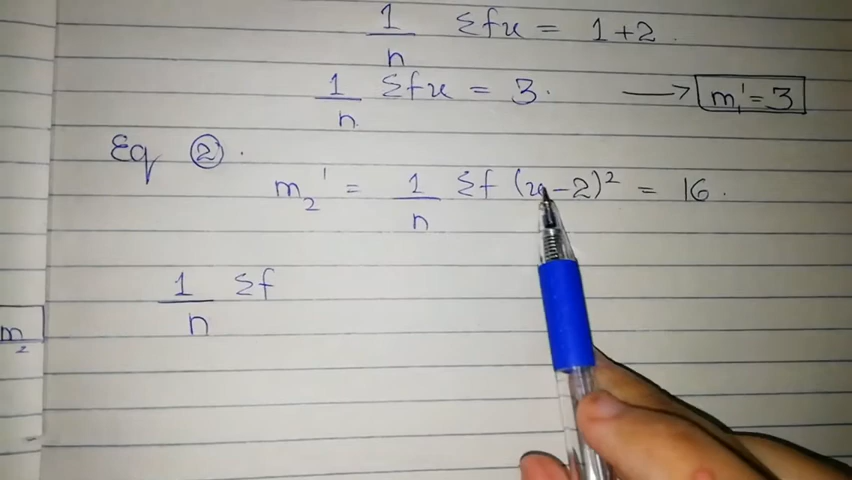 1/n Σfx = 1+2.
1/n Σfx = 3. → m₁' = 3
Eq ②.
m₂' = 1/n Σf (x-2)² = 16.
1/n Σf
m₂